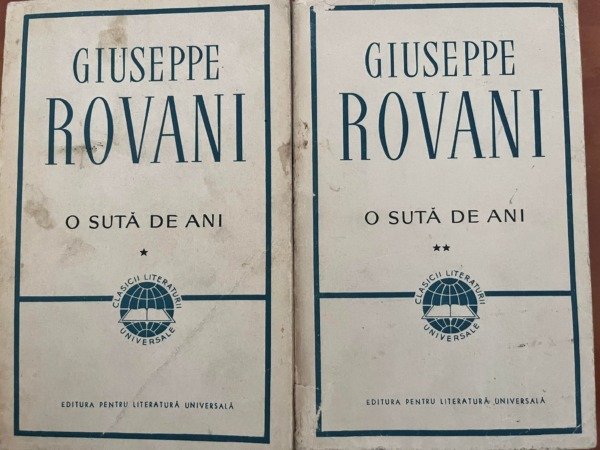 GIUSEPPE
ROVANI
O SUTĂ DE ANI
*
CLASICII LITERATURII
UNIVERSALE
EDITURA PENTRU LITERATURĂ UNIVERSALĂ
GIUSEPPE
ROVANI
O SUTĂ DE ANI
**
CLASICII LITERATURII
UNIVERSALE
EDITURA PENTRU LITERATURĂ UNIVERSALĂ